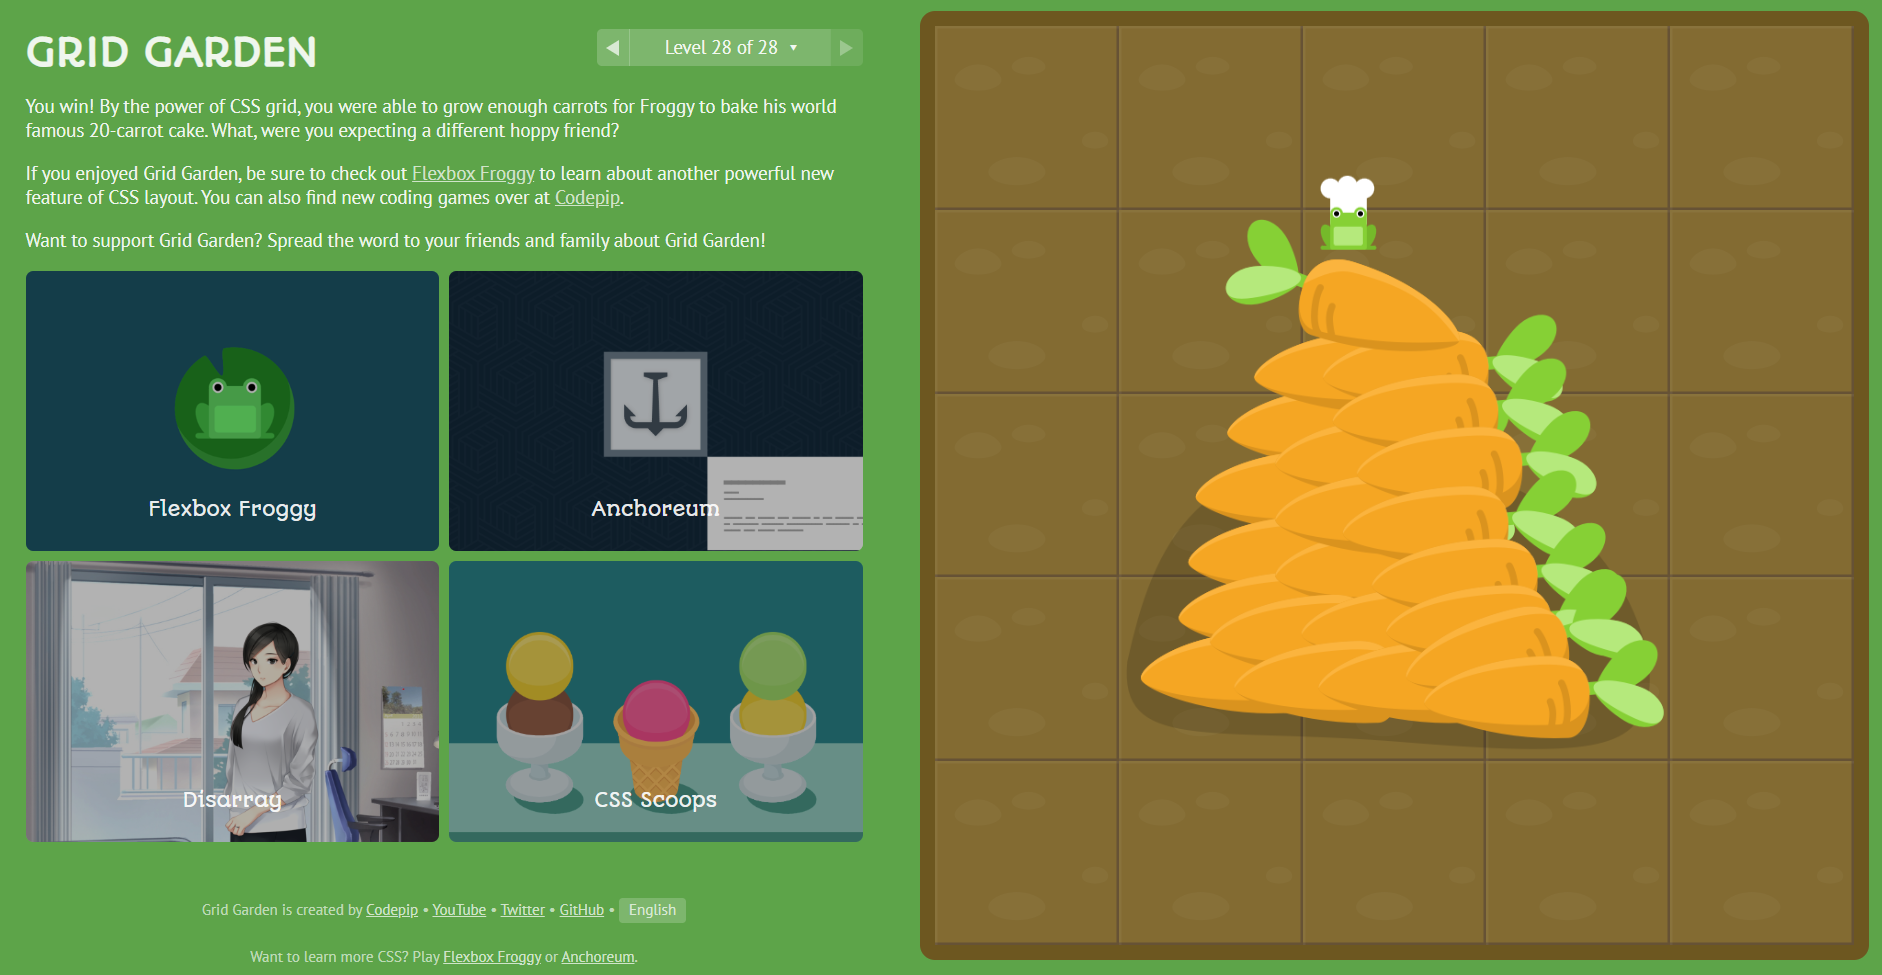 GRID GARDEN
Level 28 of 28
You win! By the power of CSS grid, you were able to grow enough carrots for Froggy to bake his world
famous 20-carrot cake. What, were you expecting a different hoppy friend?
If you enjoyed Grid Garden, be sure to check out Flexbox Froggy to learn about another powerful new
feature of CSS layout. You can also find new coding games over at Codepip.
Want to support Grid Garden? Spread the word to your friends and family about Grid Garden!
Flexbox Froggy
Anchoreum
Disarray
CSS Scoops
Grid Garden is created by Codepip • YouTube • Twitter • GitHub • English
Want to learn more CSS? Play Flexbox Froggy or Anchoreum.